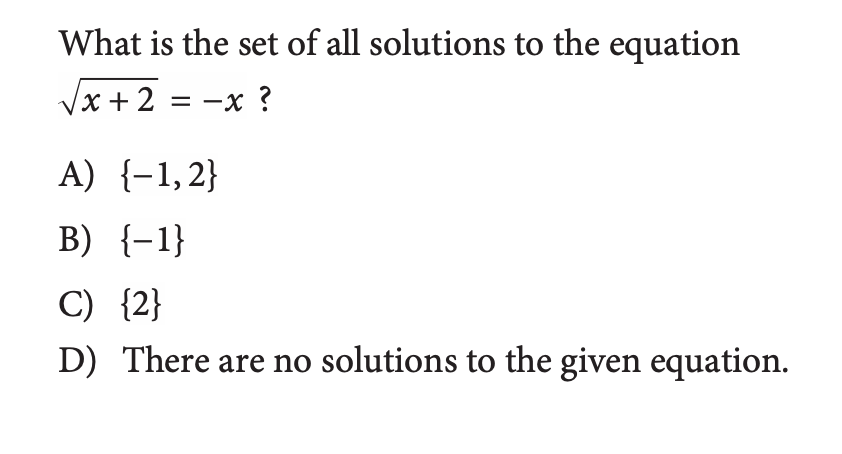 What is the set of all solutions to the equation
√x + 2 = −x ?
A) {−1, 2}
B) {−1}
C) {2}
D) There are no solutions to the given equation.